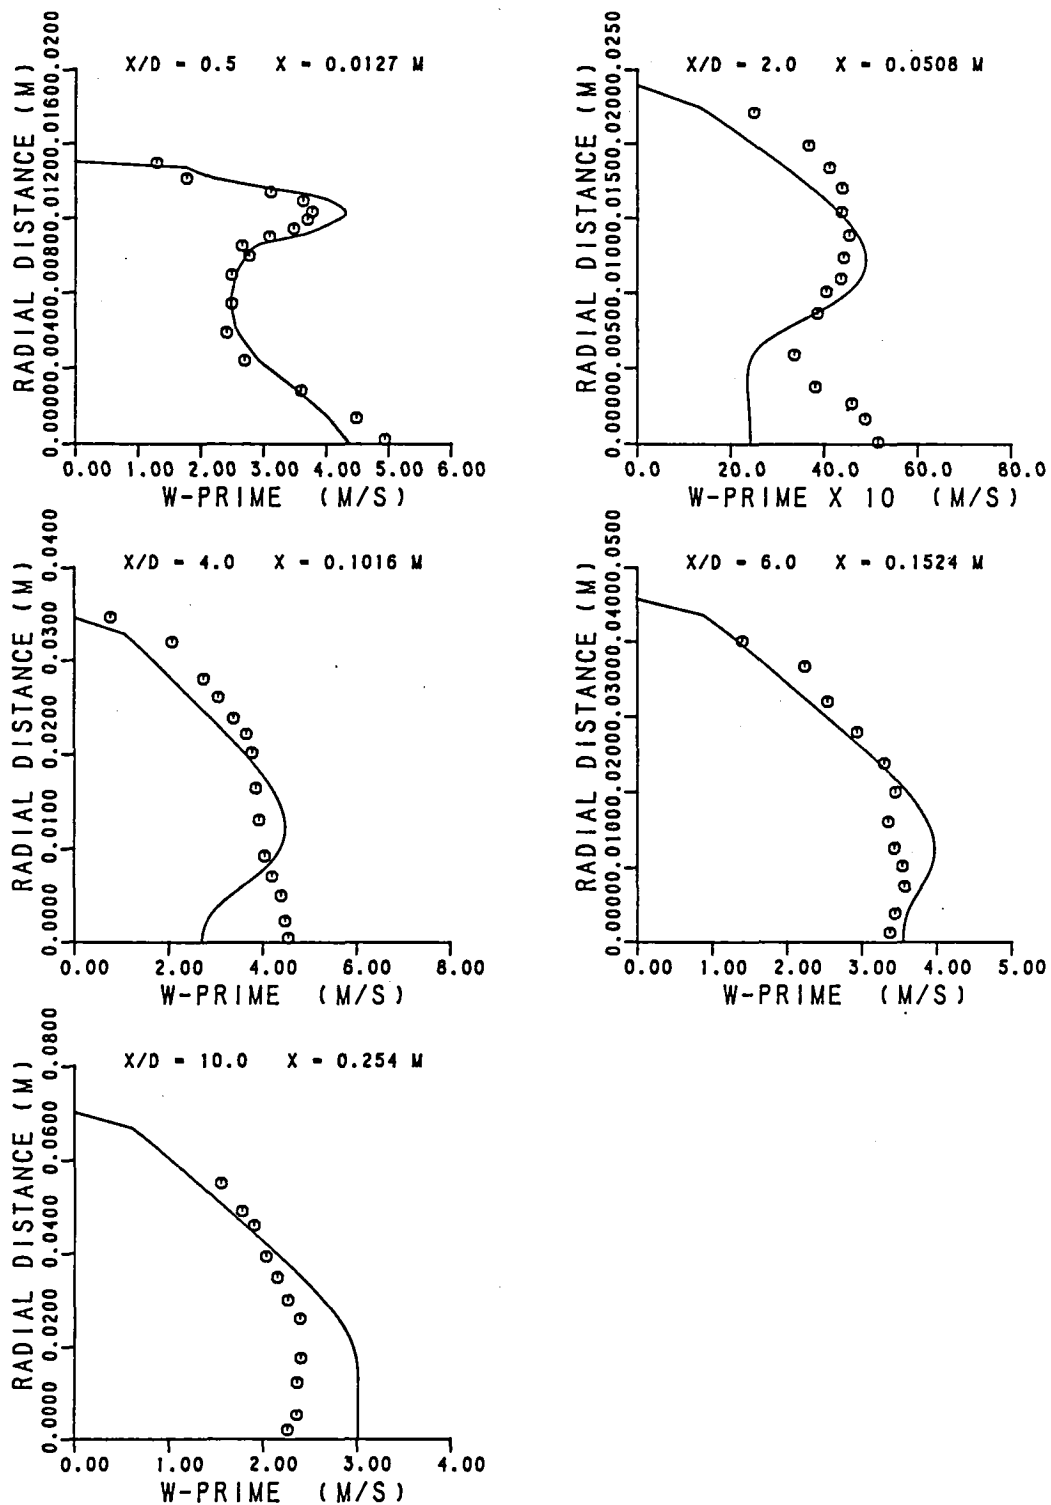 X/D = 0.5 X = 0.0127 M
RADIAL DISTANCE (M)
0.0000 0.0040 0.0080 0.0120 0.0160 0.0200
0.00 1.00 2.00 3.00 4.00 5.00 6.00
W-PRIME (M/S)
X/D = 2.0 X = 0.0508 M
RADIAL DISTANCE (M)
0.0000 0.0050 0.0100 0.0150 0.0200 0.0250
0.0 20.0 40.0 60.0 80.0
W-PRIME X 10 (M/S)
X/D = 4.0 X = 0.1016 M
RADIAL DISTANCE (M)
0.0000 0.0100 0.0200 0.0300 0.0400
0.00 2.00 4.00 6.00 8.00
W-PRIME (M/S)
X/D = 6.0 X = 0.1524 M
RADIAL DISTANCE (M)
0.0000 0.0100 0.0200 0.0300 0.0400 0.0500
0.00 1.00 2.00 3.00 4.00 5.00
W-PRIME (M/S)
X/D = 10.0 X = 0.254 M
RADIAL DISTANCE (M)
0.0000 0.0200 0.0400 0.0600 0.0800
0.00 1.00 2.00 3.00 4.00
W-PRIME (M/S)